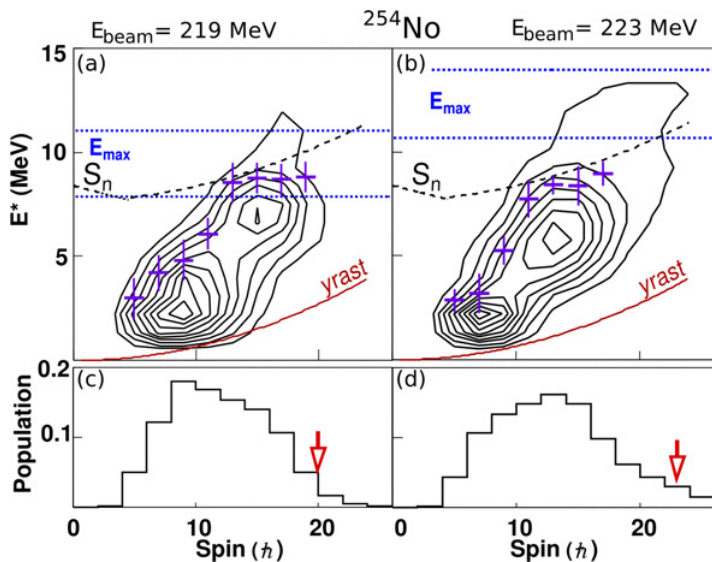 E_beam = 219 MeV ²⁵⁴No E_beam = 223 MeV
15 (a) (b)
E_max
E_max
10
S_n S_n
E* (MeV)
5
yrast yrast
0
0.2 (c) (d)
0.1
Population
0 10 20 10 20
Spin (ℏ) Spin (ℏ)